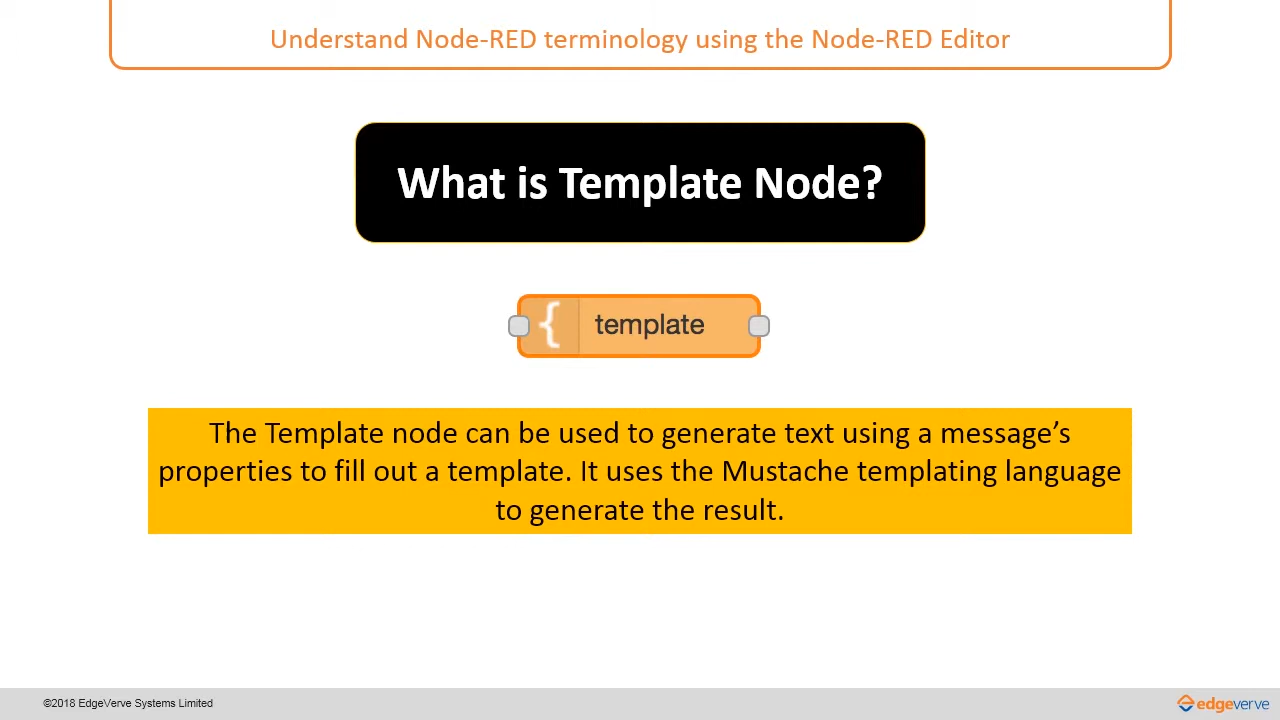 Understand Node-RED terminology using the Node-RED Editor
What is Template Node?
{ template
The Template node can be used to generate text using a message’s
properties to fill out a template. It uses the Mustache templating language
to generate the result.
©2018 EdgeVerve Systems Limited
edgeverve